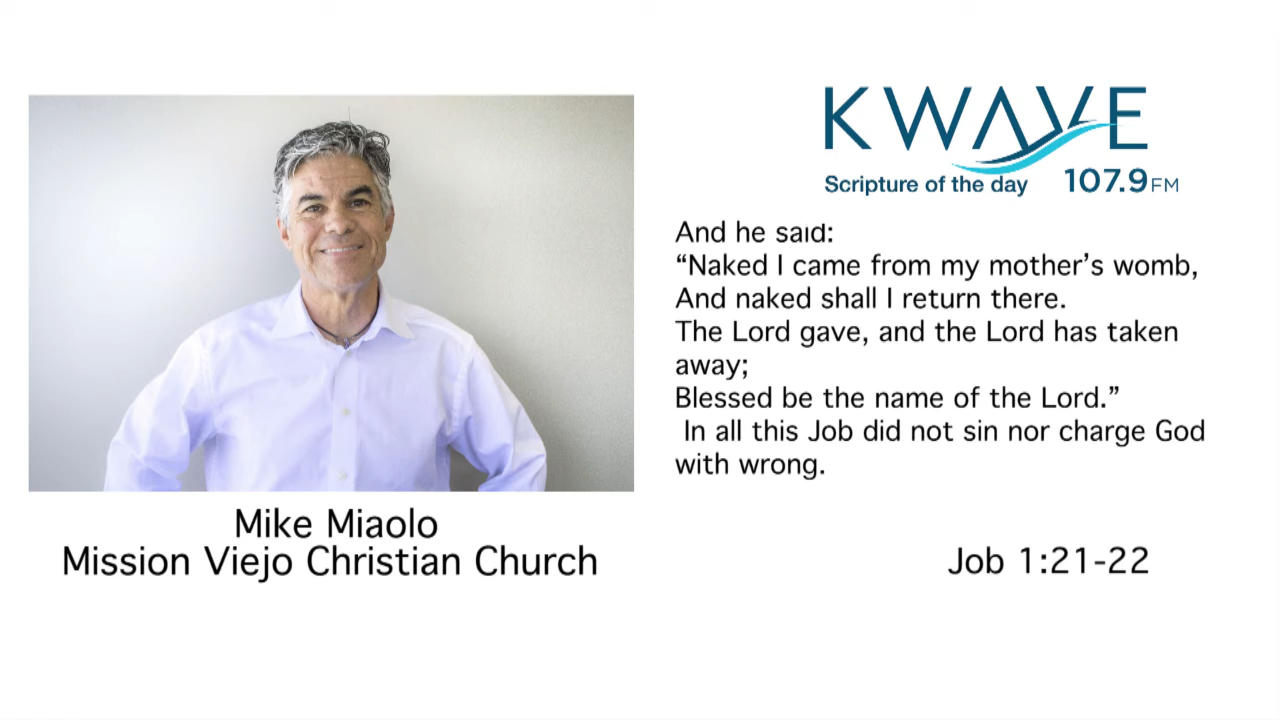 KWAVE
Scripture of the day 107.9 FM
And he said:
“Naked I came from my mother’s womb,
And naked shall I return there.
The Lord gave, and the Lord has taken
away;
Blessed be the name of the Lord.”
In all this Job did not sin nor charge God
with wrong.
Job 1:21-22
Mike Miaolo
Mission Viejo Christian Church